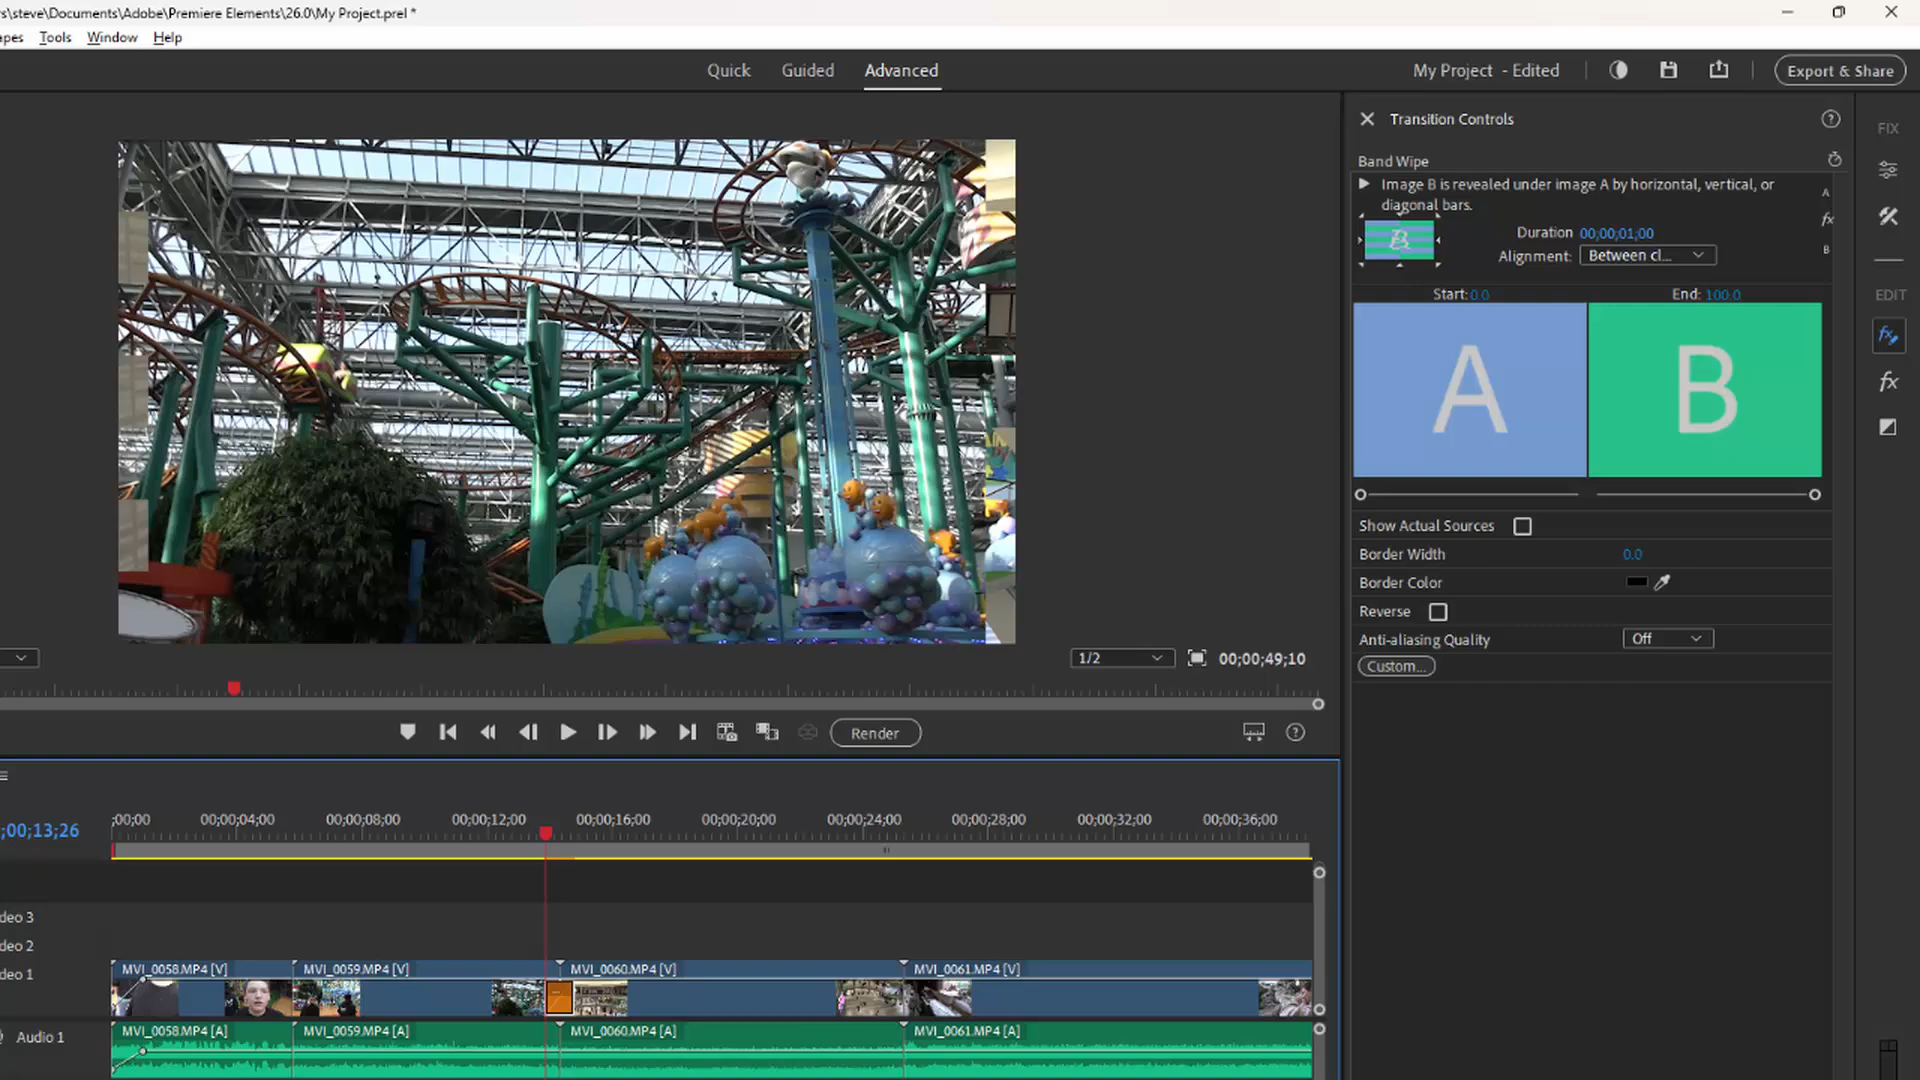 s\steve\Documents\Adobe\Premiere Elements\26.0\My Project.prel *
apes Tools Window Help
Quick Guided Advanced
My Project - Edited
Export & Share
Transition Controls
FIX
Band Wipe
Image B is revealed under image A by horizontal, vertical, or
diagonal bars.
A
fx
B
B
Duration 00;00;01;00
Alignment: Between cl...
EDIT
Start: 0.0
End: 100.0
A
B
fx
Show Actual Sources
Border Width 0.0
Border Color
Reverse
Anti-aliasing Quality Off
Custom...
1/2
00;00;49;10
Render
;00;13;26
;00;00 00;00;04;00 00;00;08;00 00;00;12;00 00;00;16;00 00;00;20;00 00;00;24;00 00;00;28;00 00;00;32;00 00;00;36;00
deo 3
deo 2
deo 1
MVI_0058.MP4 [V] MVI_0059.MP4 [V] MVI_0060.MP4 [V] MVI_0061.MP4 [V]
Audio 1
MVI_0058.MP4 [A] MVI_0059.MP4 [A] MVI_0060.MP4 [A] MVI_0061.MP4 [A]